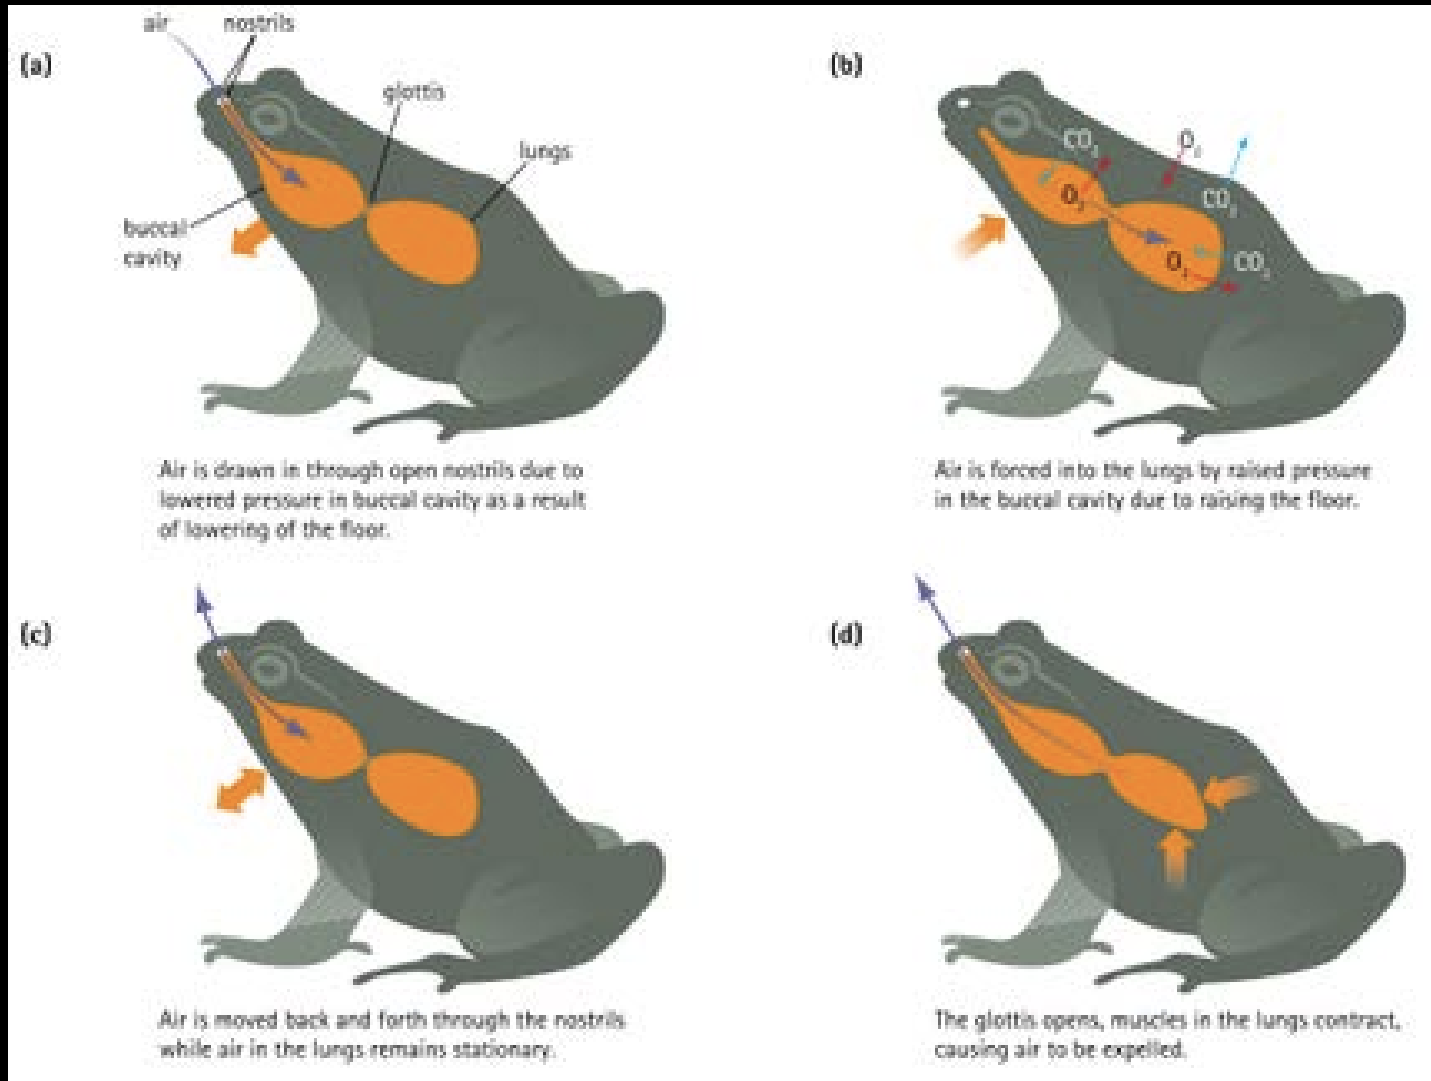 (a)
air
nostrils
glottis
lungs
buccal
cavity
Air is drawn in through open nostrils due to
lowered pressure in buccal cavity as a result
of lowering of the floor.
(b)
CO₂
O₂
O₂
CO₂
O₂
CO₂
Air is forced into the lungs by raised pressure
in the buccal cavity due to raising the floor.
(c)
Air is moved back and forth through the nostrils
while air in the lungs remains stationary.
(d)
The glottis opens, muscles in the lungs contract,
causing air to be expelled.